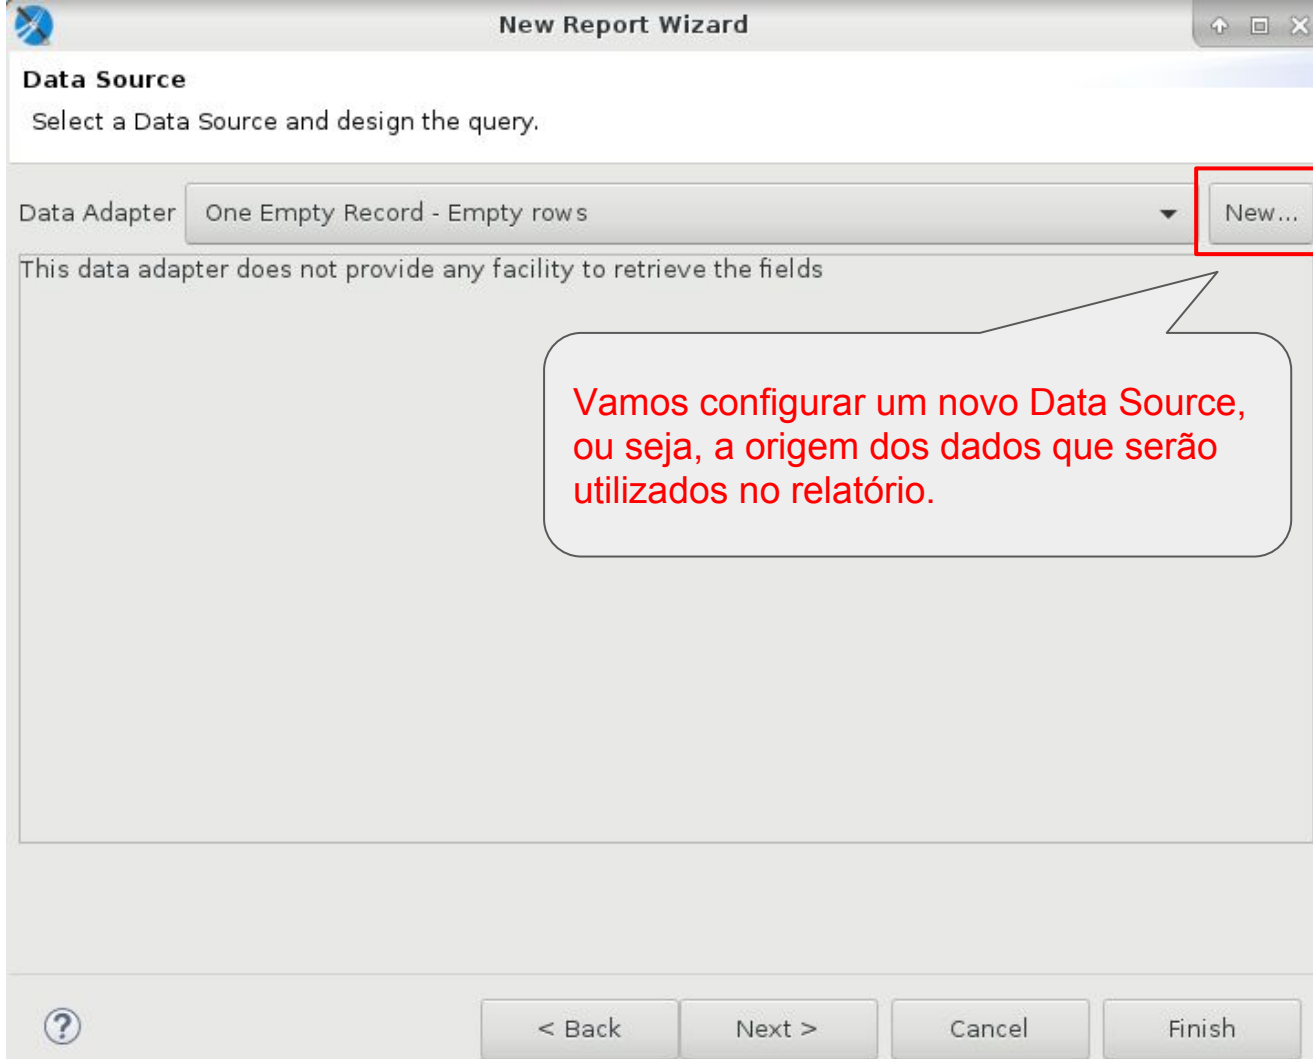 New Report Wizard
Data Source
Select a Data Source and design the query.
Data Adapter One Empty Record - Empty rows New...
This data adapter does not provide any facility to retrieve the fields
Vamos configurar um novo Data Source,
ou seja, a origem dos dados que serão
utilizados no relatório.
? < Back Next > Cancel Finish